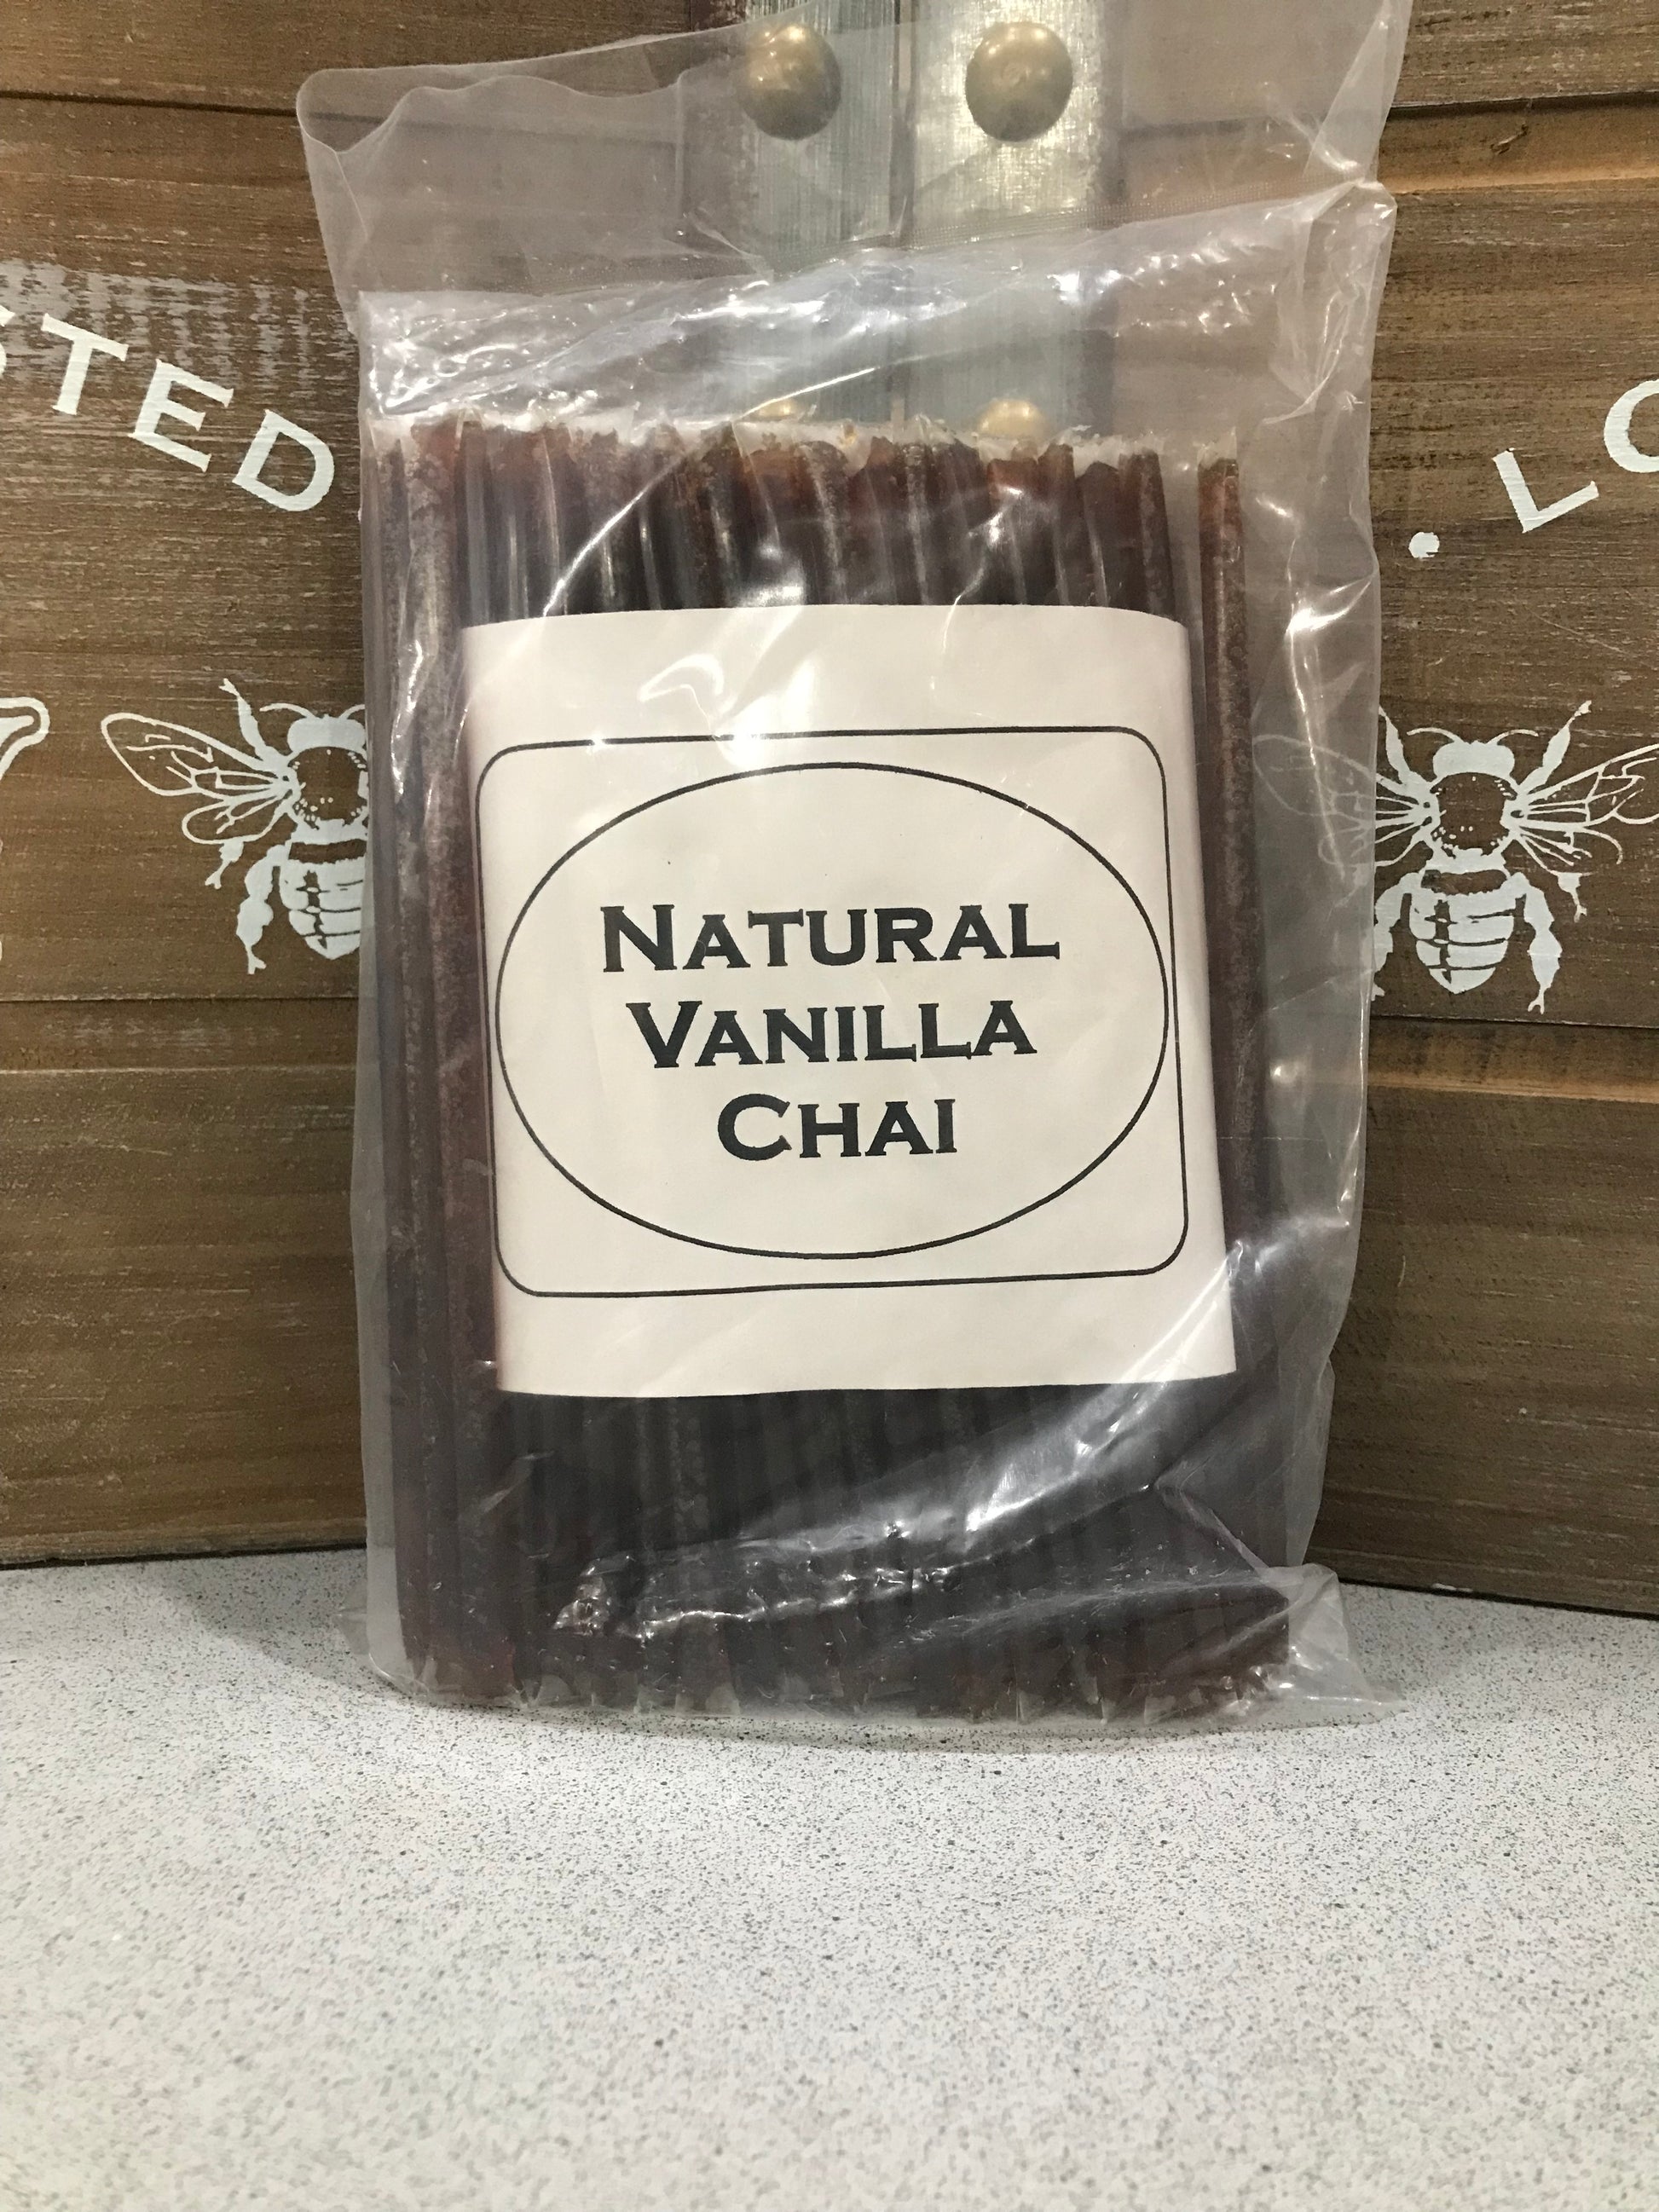 STED
. LO
NATURAL
VANILLA
CHAI